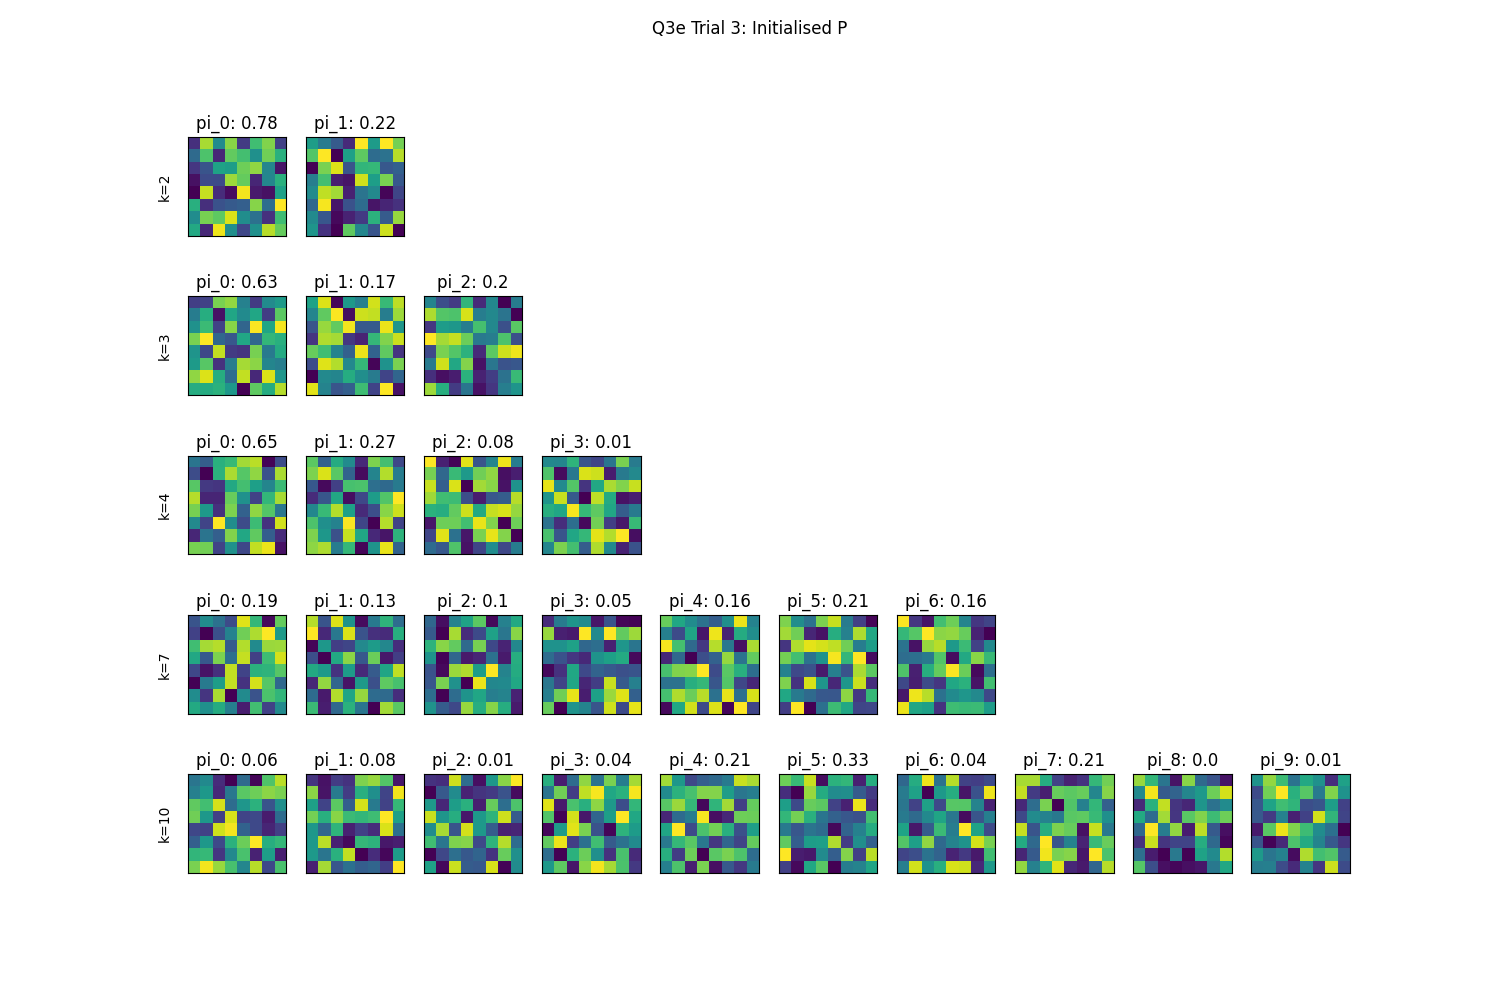 Q3e Trial 3: Initialised P
pi_0: 0.78 pi_1: 0.22
k=2
pi_0: 0.63 pi_1: 0.17 pi_2: 0.2
k=3
pi_0: 0.65 pi_1: 0.27 pi_2: 0.08 pi_3: 0.01
k=4
pi_0: 0.19 pi_1: 0.13 pi_2: 0.1 pi_3: 0.05 pi_4: 0.16 pi_5: 0.21 pi_6: 0.16
k=7
pi_0: 0.06 pi_1: 0.08 pi_2: 0.01 pi_3: 0.04 pi_4: 0.21 pi_5: 0.33 pi_6: 0.04 pi_7: 0.21 pi_8: 0.0 pi_9: 0.01
k=10